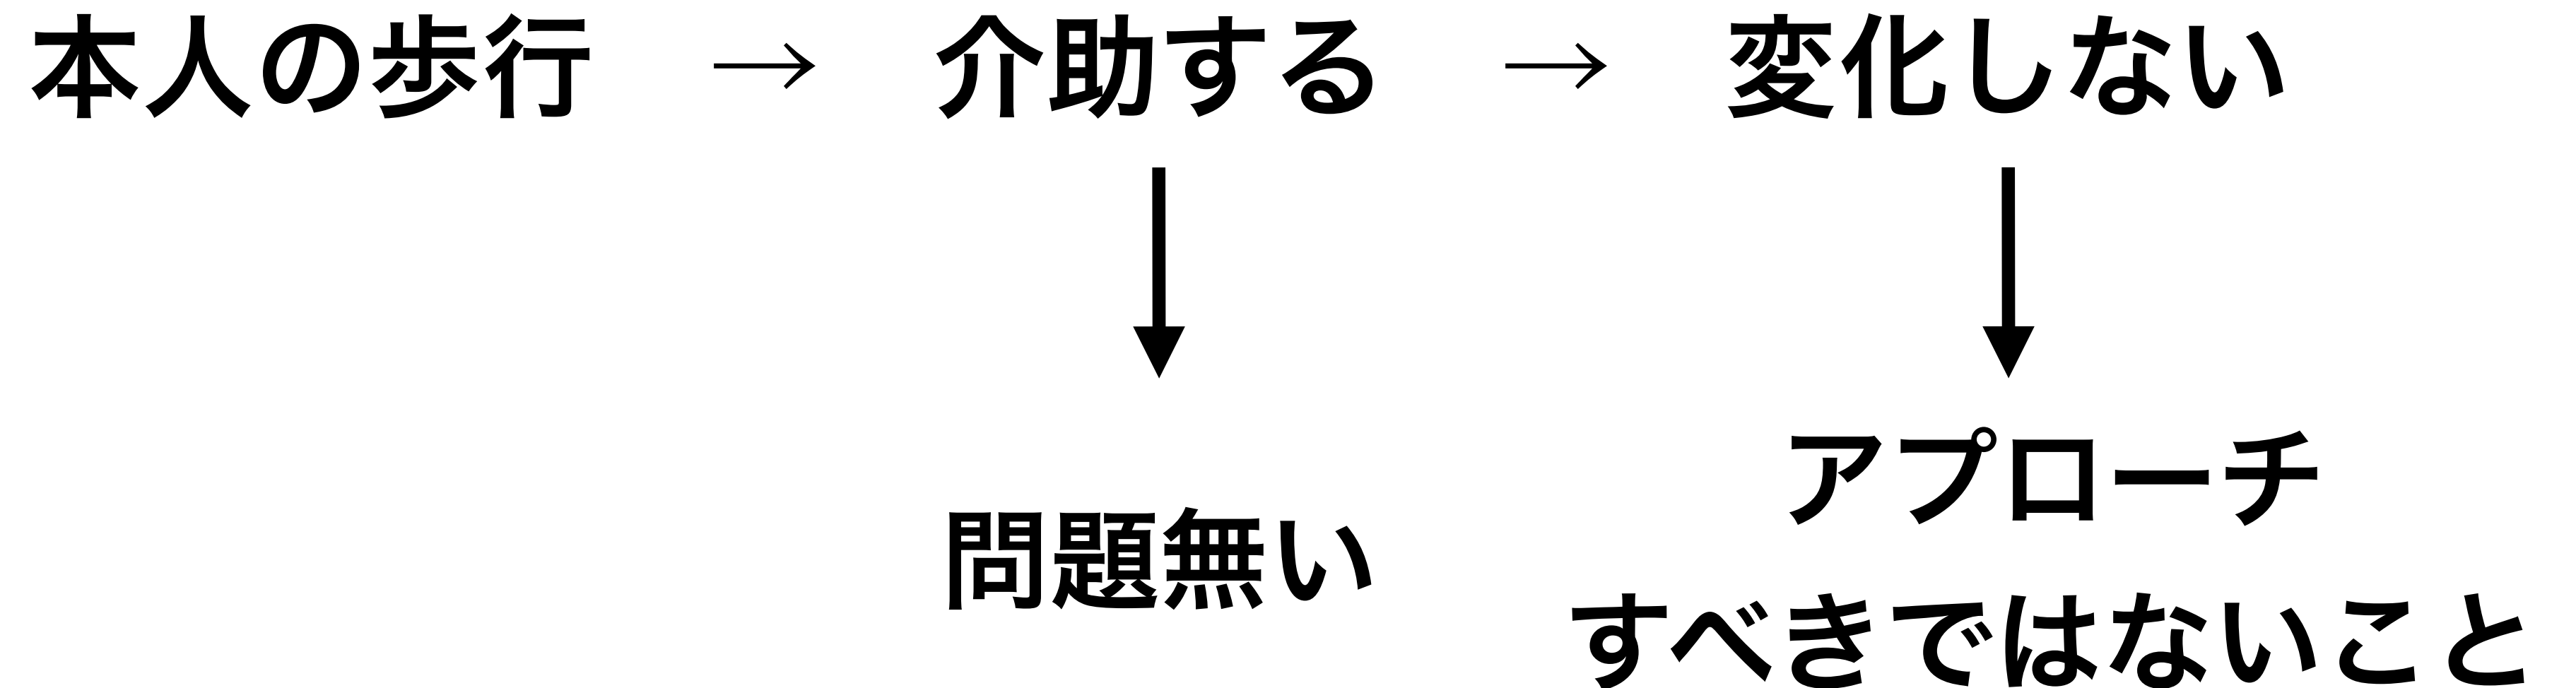 本人の歩行 → 介助する → 変化しない
アプローチ
問題無い
すべきではないこと